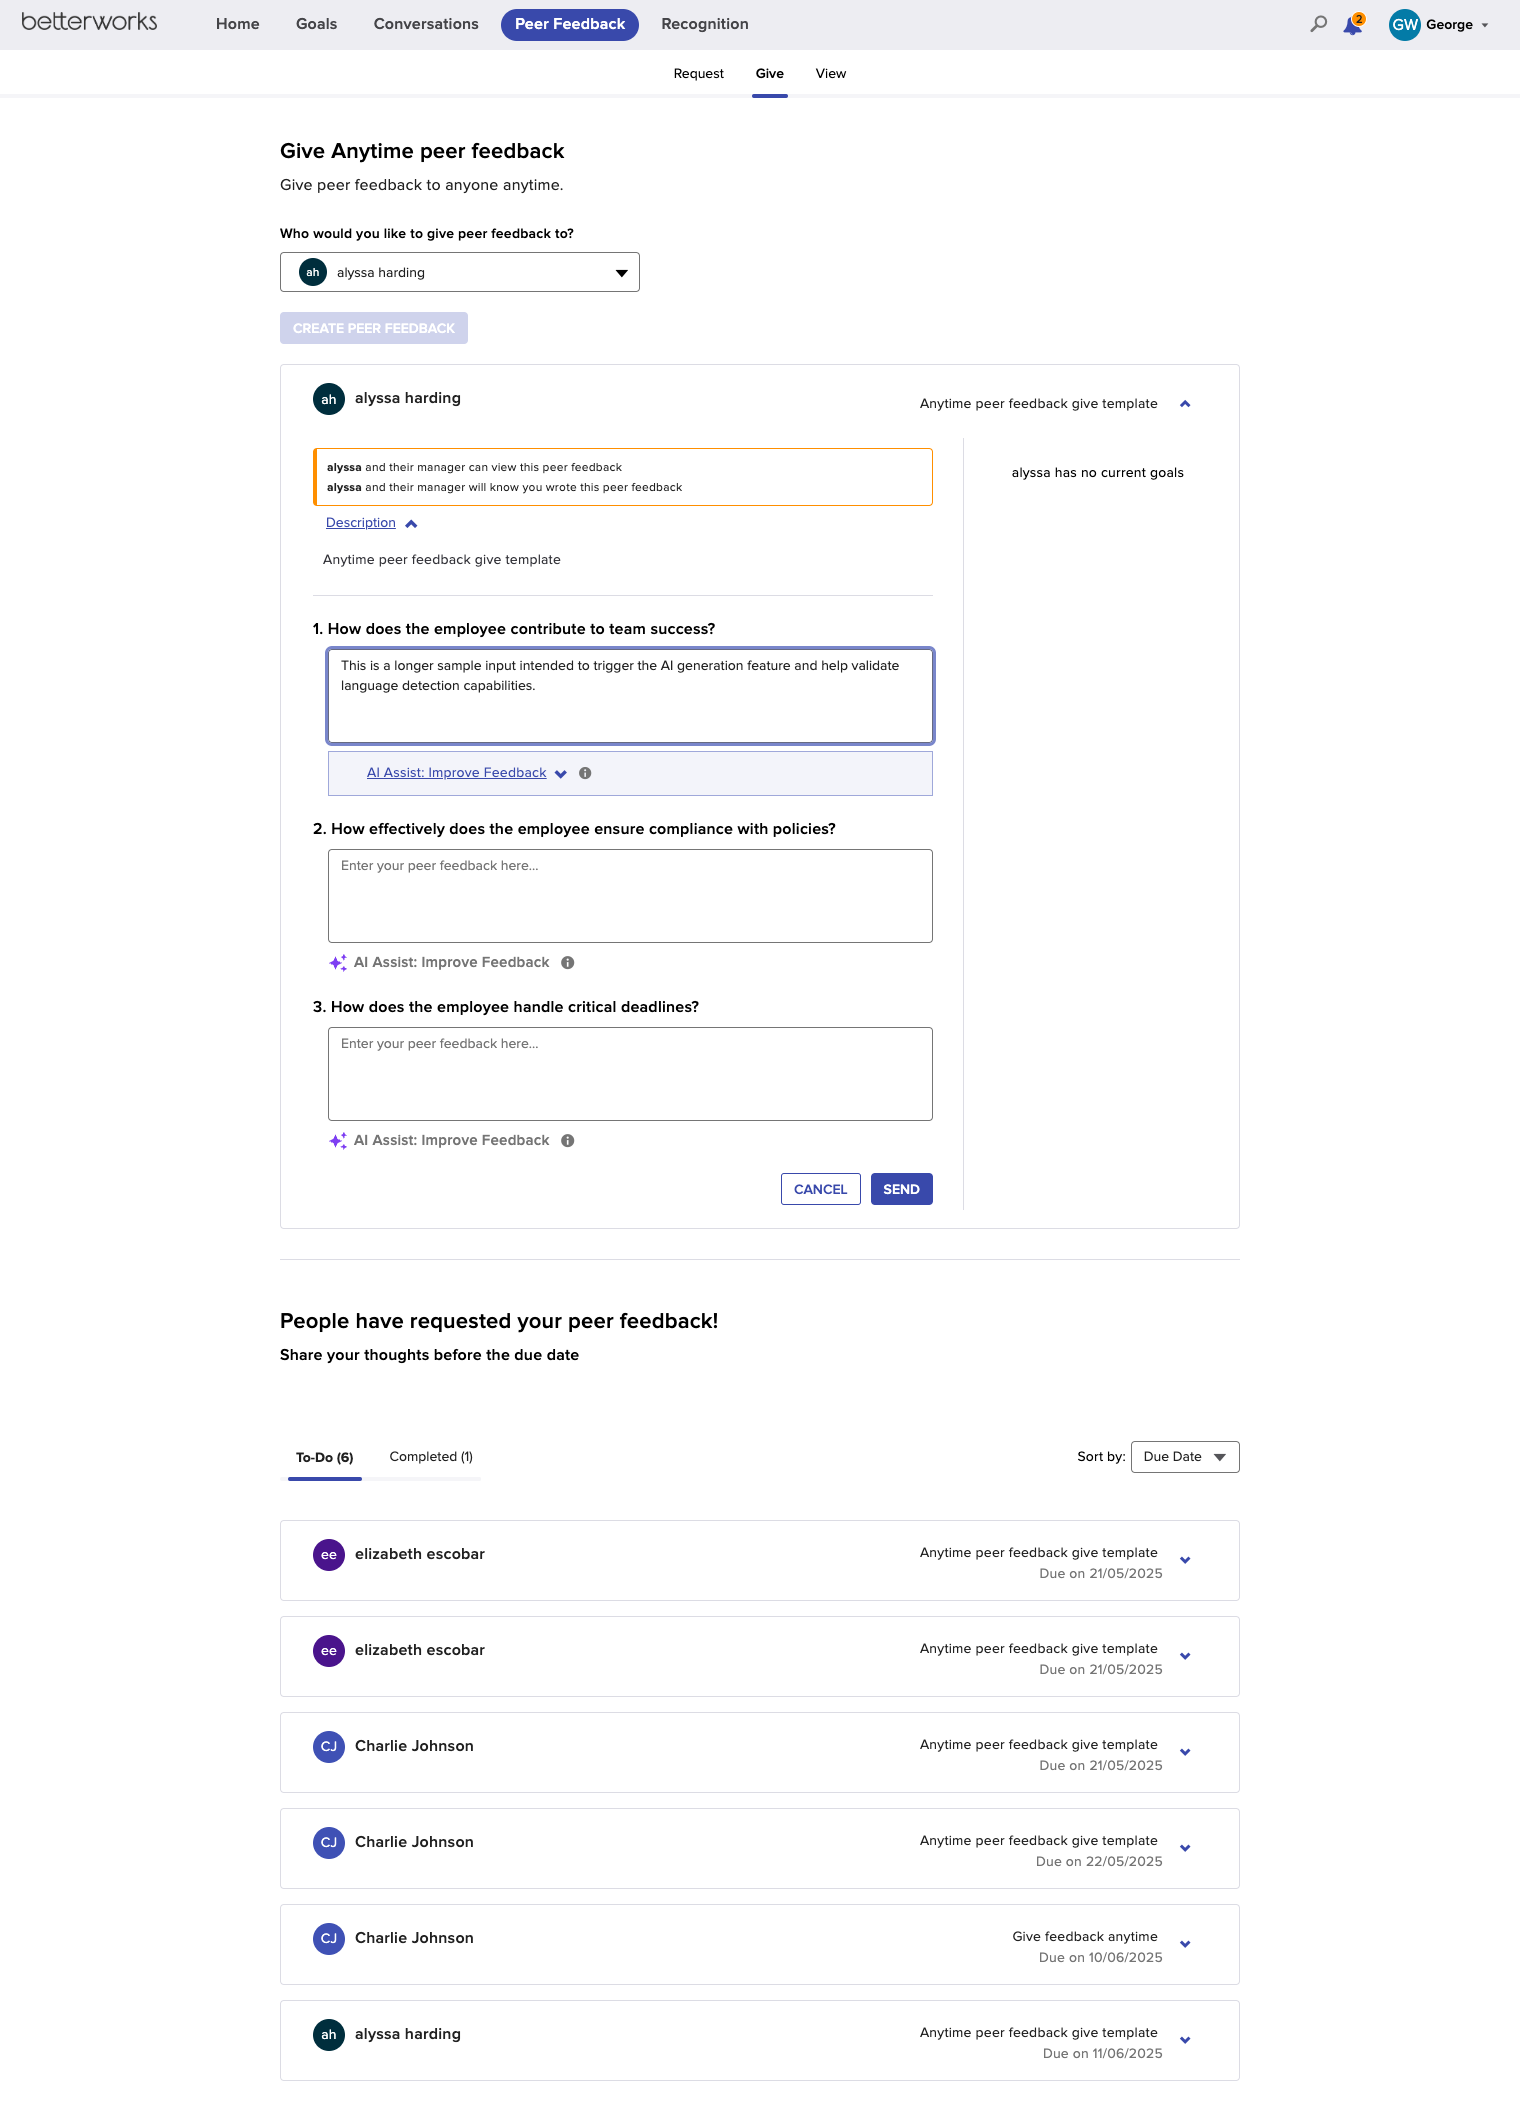 betterworks
Home Goals Conversations Peer Feedback Recognition
2
GW George
Request Give View
Give Anytime peer feedback
Give peer feedback to anyone anytime.
Who would you like to give peer feedback to?
ah alyssa harding
CREATE PEER FEEDBACK
ah alyssa harding
Anytime peer feedback give template
alyssa and their manager can view this peer feedback
alyssa and their manager will know you wrote this peer feedback
alyssa has no current goals
Description
Anytime peer feedback give template
1. How does the employee contribute to team success?
This is a longer sample input intended to trigger the AI generation feature and help validate
language detection capabilities.
AI Assist: Improve Feedback
2. How effectively does the employee ensure compliance with policies?
Enter your peer feedback here...
AI Assist: Improve Feedback
3. How does the employee handle critical deadlines?
Enter your peer feedback here...
AI Assist: Improve Feedback
CANCEL SEND
People have requested your peer feedback!
Share your thoughts before the due date
To-Do (6) Completed (1)
Sort by: Due Date
ee elizabeth escobar
Anytime peer feedback give template
Due on 21/05/2025
ee elizabeth escobar
Anytime peer feedback give template
Due on 21/05/2025
CJ Charlie Johnson
Anytime peer feedback give template
Due on 21/05/2025
CJ Charlie Johnson
Anytime peer feedback give template
Due on 22/05/2025
CJ Charlie Johnson
Give feedback anytime
Due on 10/06/2025
ah alyssa harding
Anytime peer feedback give template
Due on 11/06/2025